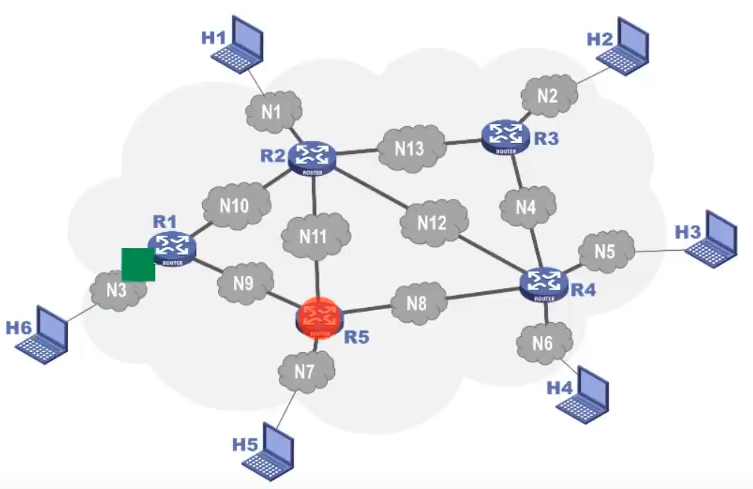 H1
H2
N1
N2
R2
ROUTER
N13
R3
ROUTER
R1
ROUTER
N10
N11
N12
N4
N5
H3
N3
N9
N8
R4
ROUTER
H6
R5
N7
N6
H4
H5